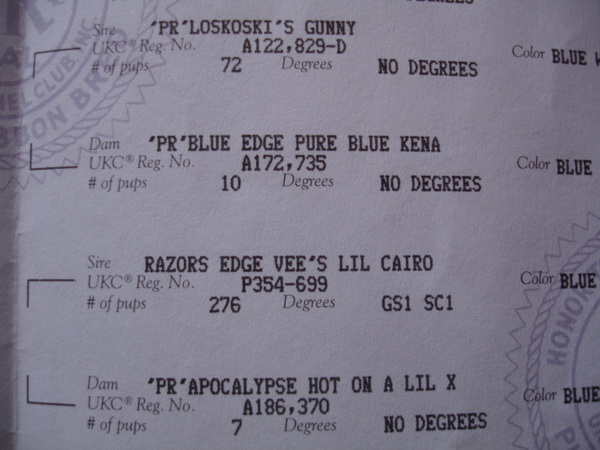 DEGREES
Sire 'PR'LOSKOSKI'S GUNNY
UKC® Reg. No. A122,829-D Color BLUE
# of pups 72 Degrees NO DEGREES
Dam 'PR'BLUE EDGE PURE BLUE KENA
UKC® Reg. No. A172,735 Color BLUE
# of pups 10 Degrees NO DEGREES
Sire RAZORS EDGE VEE'S LIL CAIRO
UKC® Reg. No. P354-699 Color BLUE
# of pups 276 Degrees GS1 SC1
Dam 'PR'APOCALYPSE HOT ON A LIL X
UKC® Reg. No. A186,370 Color BLUE
# of pups 7 Degrees NO DEGREES